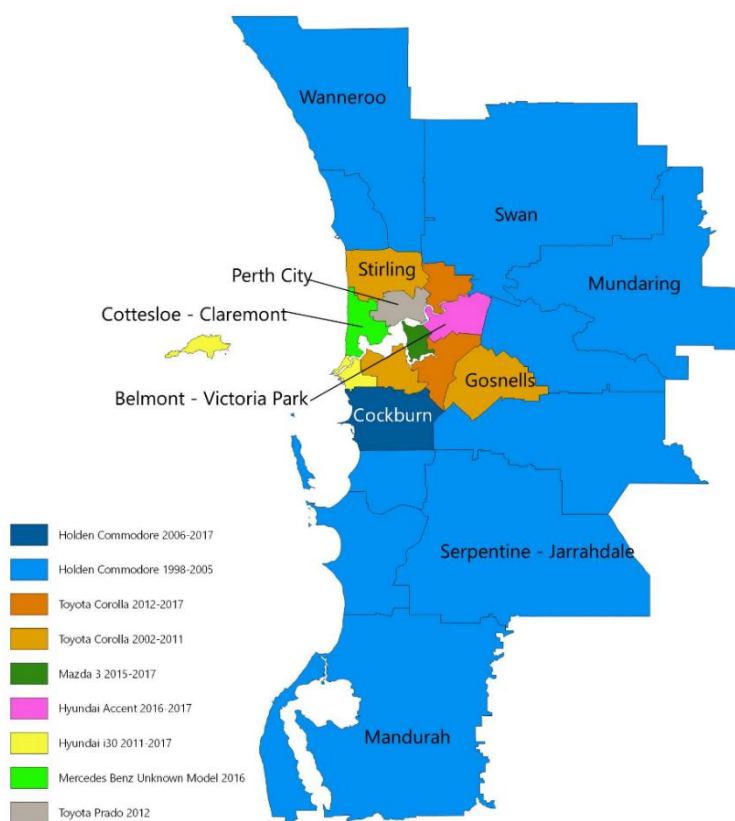 Wanneroo
Swan
Stirling
Perth City
Mundaring
Cottesloe - Claremont
Gosnells
Belmont - Victoria Park
Cockburn
Serpentine - Jarrahdale
Mandurah
Holden Commodore 2006-2017
Holden Commodore 1998-2005
Toyota Corolla 2012-2017
Toyota Corolla 2002-2011
Mazda 3 2015-2017
Hyundai Accent 2016-2017
Hyundai i30 2011-2017
Mercedes Benz Unknown Model 2016
Toyota Prado 2012